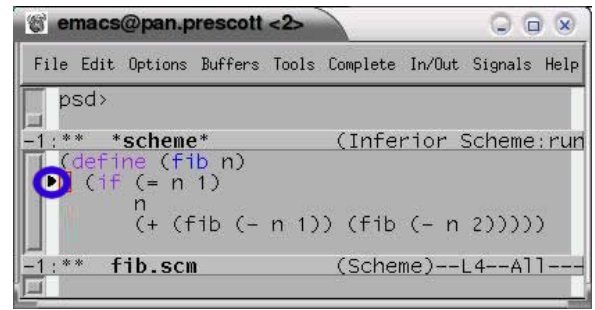 emacs@pan.prescott <2>
File Edit Options Buffers Tools Complete In/Out Signals Help
psd>
-1:** *scheme* (Inferior Scheme:run
(define (fib n)
(if (= n 1)
n
(+ (fib (- n 1)) (fib (- n 2)))))
-1:** fib.scm (Scheme)--L4--All---